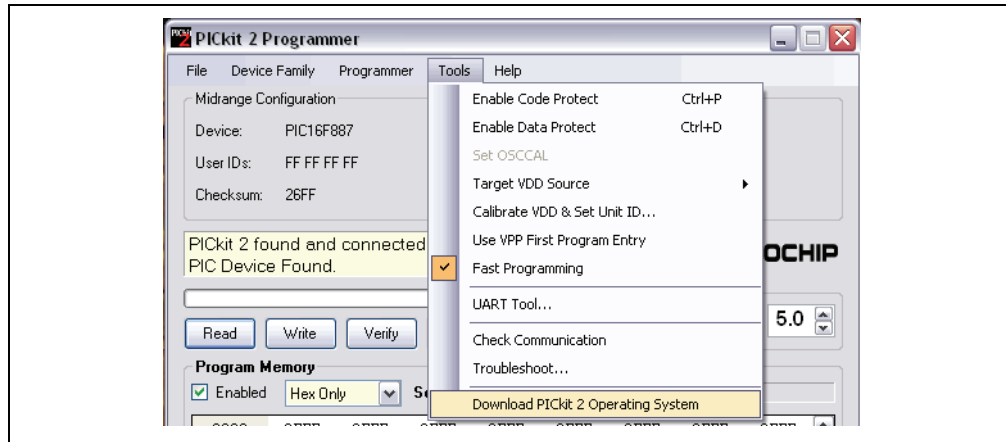 PICkit 2 Programmer
File Device Family Programmer Tools Help
Midrange Configuration
Device: PIC16F887
User IDs: FF FF FF FF
Checksum: 26FF
Enable Code Protect Ctrl+P
Enable Data Protect Ctrl+D
Set OSCCAL
Target VDD Source
Calibrate VDD & Set Unit ID...
Use VPP First Program Entry
Fast Programming
UART Tool...
Check Communication
Troubleshoot...
Download PICkit 2 Operating System
PICkit 2 found and connected
PIC Device Found.
OCHIP
5.0
Read Write Verify
Program Memory
Enabled Hex Only